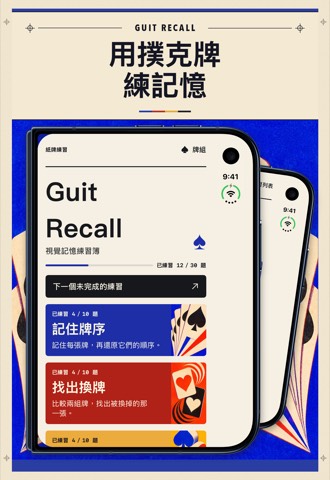 GUIT RECALL
用撲克牌
練記憶
紙牌練習
牌組
9:41
Guit
Recall
視覺記憶練習簿
已練習 12 / 30 題
下一個未完成的練習
已練習 4 / 10 題
記住牌序
記住每張牌，再還原它們的順序。
已練習 4 / 10 題
找出換牌
比較兩組牌，找出被換掉的那
一張。
已練習 4 / 10 題
列表
9:41